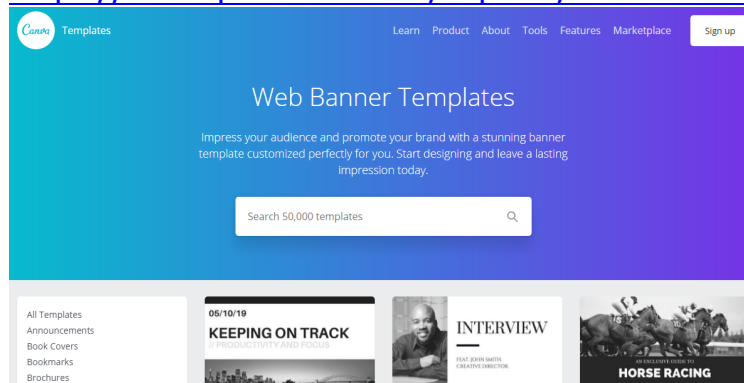 Canva Templates Learn Product About Tools Features Marketplace Sign up
Web Banner Templates
Impress your audience and promote your brand with a stunning banner
template customized perfectly for you. Start designing and leave a lasting
impression today.
Search 50,000 templates
All Templates
Announcements
Book Covers
Bookmarks
Brochures
05/10/19
KEEPING ON TRACK
// PRODUCTIVITY AND FOCUS
INTERVIEW
FEAT. JOHN SMITH
CREATIVE DIRECTOR
AN EXCLUSIVE GUIDE TO
HORSE RACING